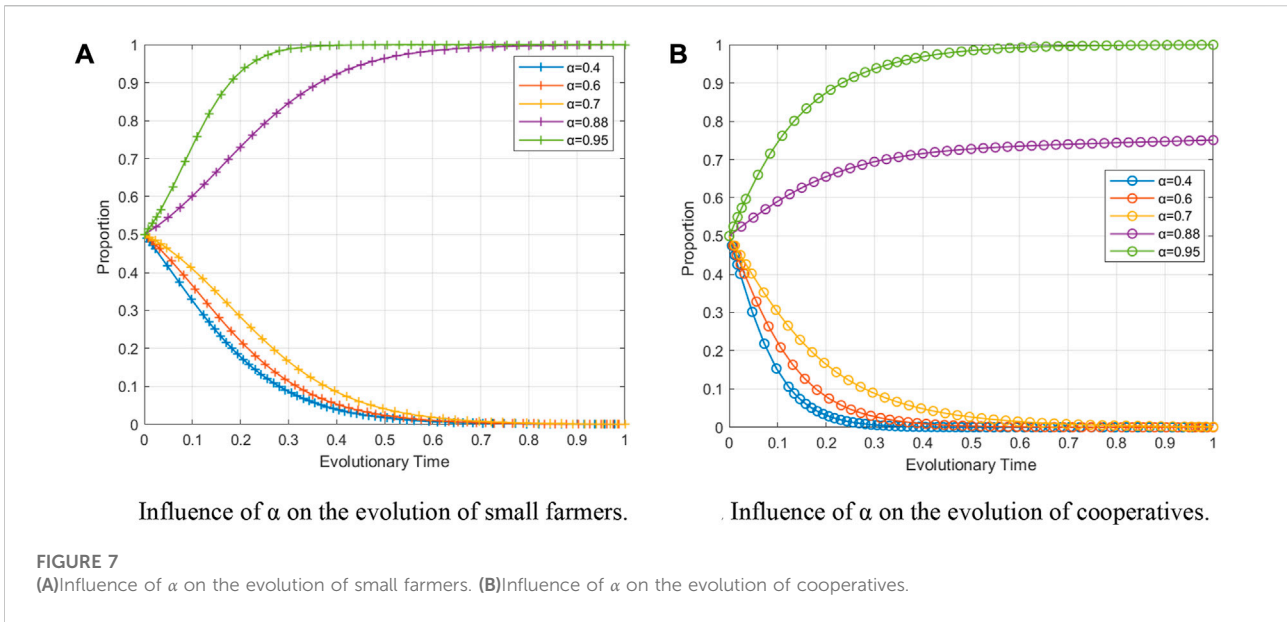 A
1
0.9
0.8
0.7
0.6
0.5
0.4
0.3
0.2
0.1
0
Proportion
α=0.4
α=0.6
α=0.7
α=0.88
α=0.95
0 0.1 0.2 0.3 0.4 0.5 0.6 0.7 0.8 0.9 1
Evolutionary Time
Influence of α on the evolution of small farmers.
B
1
0.9
0.8
0.7
0.6
0.5
0.4
0.3
0.2
0.1
0
Proportion
α=0.4
α=0.6
α=0.7
α=0.88
α=0.95
0 0.1 0.2 0.3 0.4 0.5 0.6 0.7 0.8 0.9 1
Evolutionary Time
. Influence of α on the evolution of cooperatives.
FIGURE 7
(A)Influence of α on the evolution of small farmers. (B)Influence of α on the evolution of cooperatives.